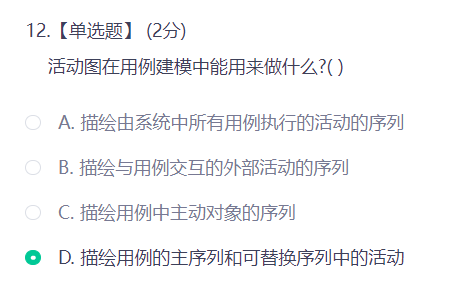 12.【单选题】 (2分)
活动图在用例建模中能用来做什么?( )
A. 描绘由系统中所有用例执行的活动的序列
B. 描绘与用例交互的外部活动的序列
C. 描绘用例中主动对象的序列
D. 描绘用例的主序列和可替换序列中的活动